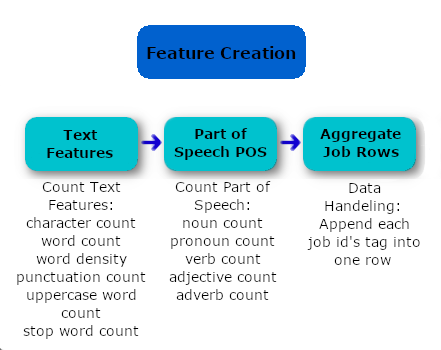 Feature Creation
Text
Features
Part of
Speech POS
Aggregate
Job Rows
Count Text
Features:
character count
word count
word density
punctuation count
uppercase word
count
stop word count
Count Part of
Speech:
noun count
pronoun count
verb count
adjective count
adverb count
Data
Handeling:
Append each
job id's tag into
one row